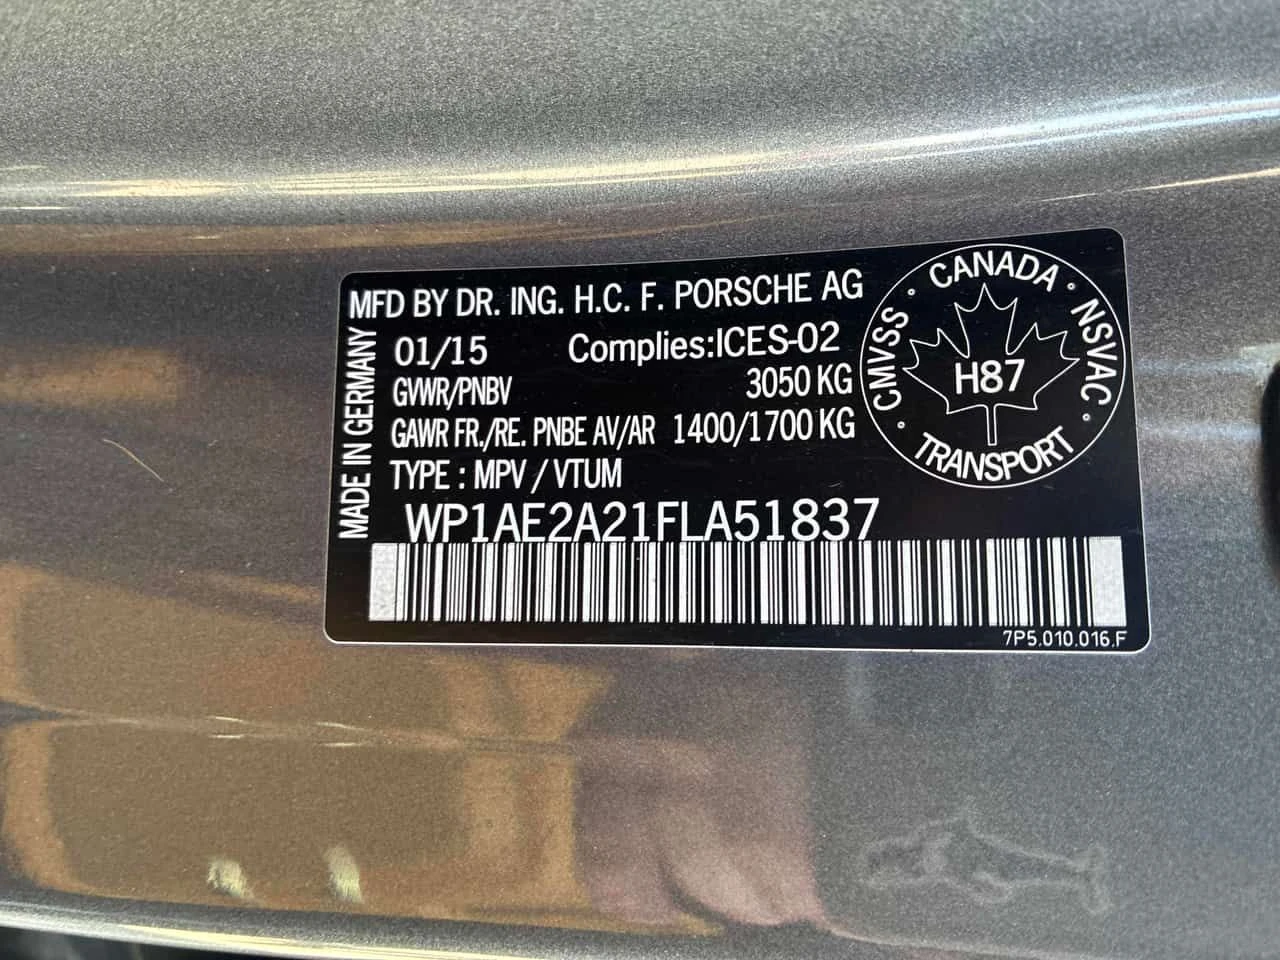 MFD BY DR. ING. H.C. F. PORSCHE AG
MADE IN GERMANY
01/15 Complies:ICES-02
GVWR/PNBV 3050 KG
GAWR FR./RE. PNBE AV/AR 1400/1700 KG
TYPE : MPV / VTUM
WP1AE2A21FLA51837
7P5.010.016.F
CANADA
CMVSS · NSVAC
H87
TRANSPORT